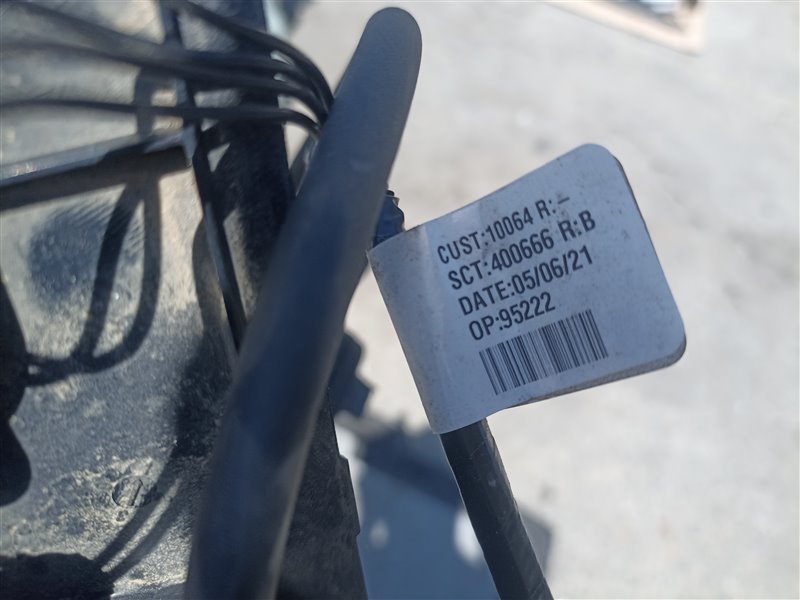 CUST:10064 R:-
SCT:400666 R:B
DATE:05/06/21
OP:95222